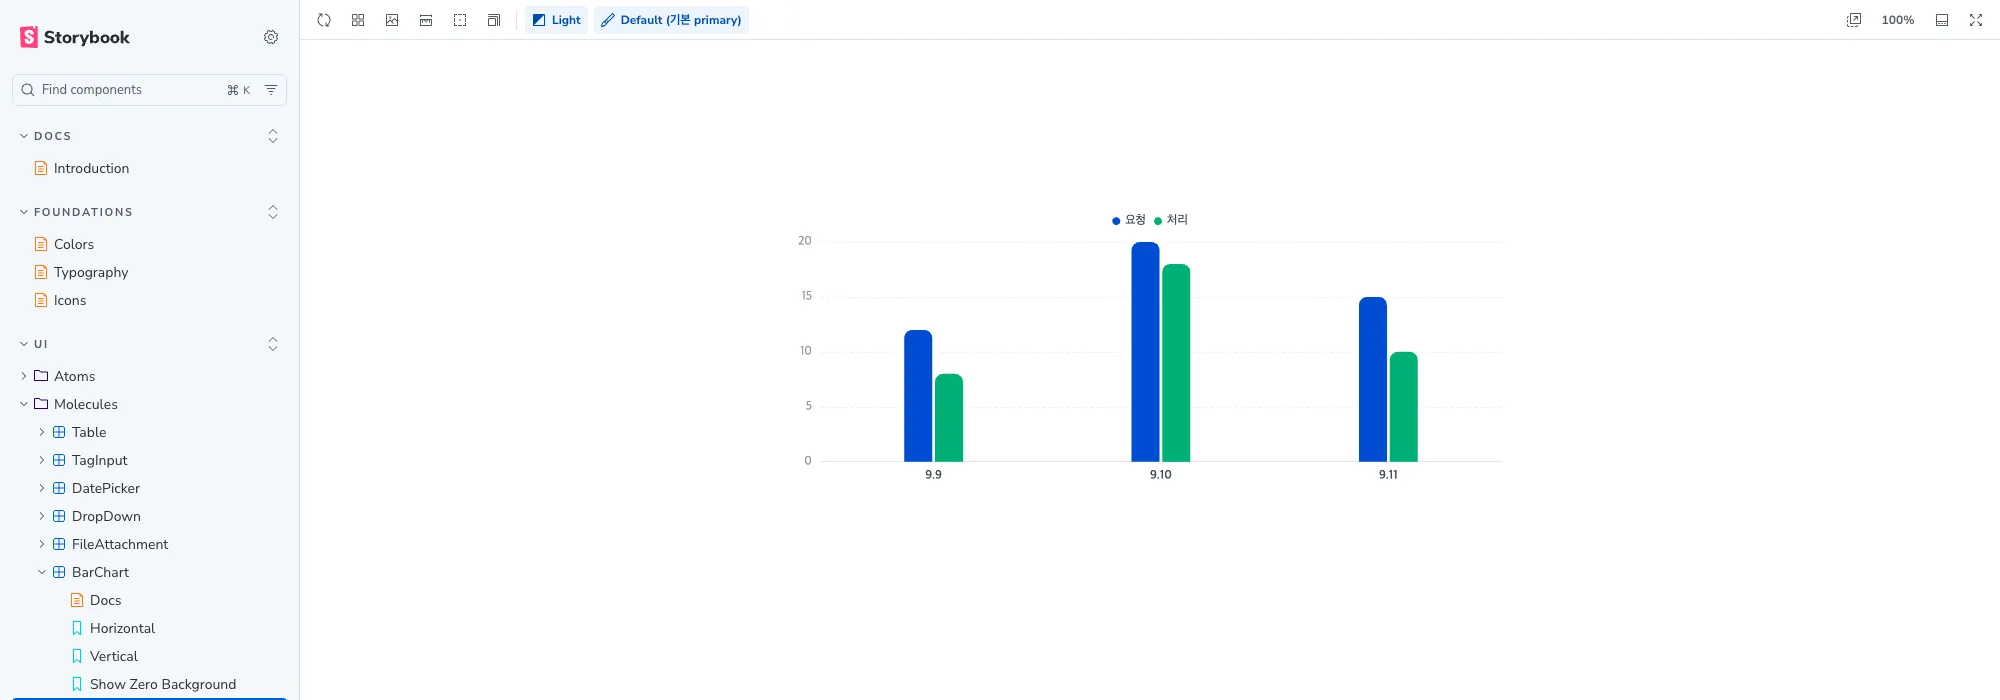 Storybook
Find components
⌘ K
DOCS
Introduction
FOUNDATIONS
Colors
Typography
Icons
UI
Atoms
Molecules
Table
TagInput
DatePicker
DropDown
FileAttachment
BarChart
Docs
Horizontal
Vertical
Show Zero Background
Light
Default (기본 primary)
100%
요청 처리
20
15
10
5
0
9.9 9.10 9.11